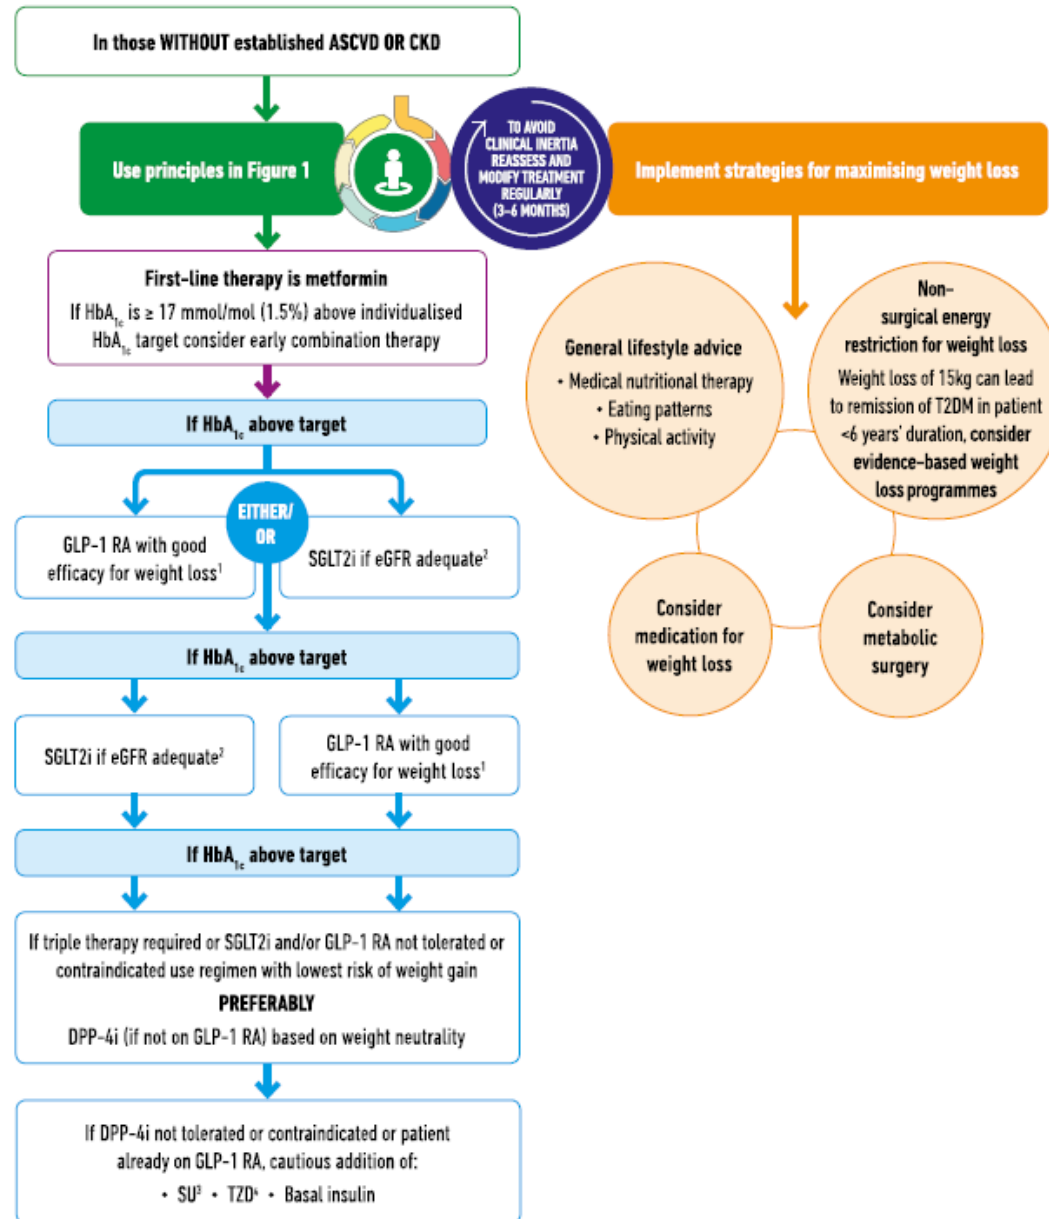 In those WITHOUT established ASCVD OR CKD
Use principles in Figure 1
TO AVOID
CLINICAL INERTIA
REASSESS AND
MODIFY TREATMENT
REGULARLY
(3–6 MONTHS)
Implement strategies for maximising weight loss
First-line therapy is metformin
If HbA1c is ≥ 17 mmol/mol (1.5%) above individualised
HbA1c target consider early combination therapy
If HbA1c above target
EITHER/
OR
GLP-1 RA with good
efficacy for weight loss¹
SGLT2i if eGFR adequate²
If HbA1c above target
SGLT2i if eGFR adequate²
GLP-1 RA with good
efficacy for weight loss¹
If HbA1c above target
If triple therapy required or SGLT2i and/or GLP-1 RA not tolerated or
contraindicated use regimen with lowest risk of weight gain
PREFERABLY
DPP-4i (if not on GLP-1 RA) based on weight neutrality
If DPP-4i not tolerated or contraindicated or patient
already on GLP-1 RA, cautious addition of:
• SU³ • TZD⁴ • Basal insulin
General lifestyle advice
• Medical nutritional therapy
• Eating patterns
• Physical activity
Non-
surgical energy
restriction for weight loss
Weight loss of 15kg can lead
to remission of T2DM in patient
<6 years' duration, consider
evidence-based weight
loss programmes
Consider
medication for
weight loss
Consider
metabolic
surgery